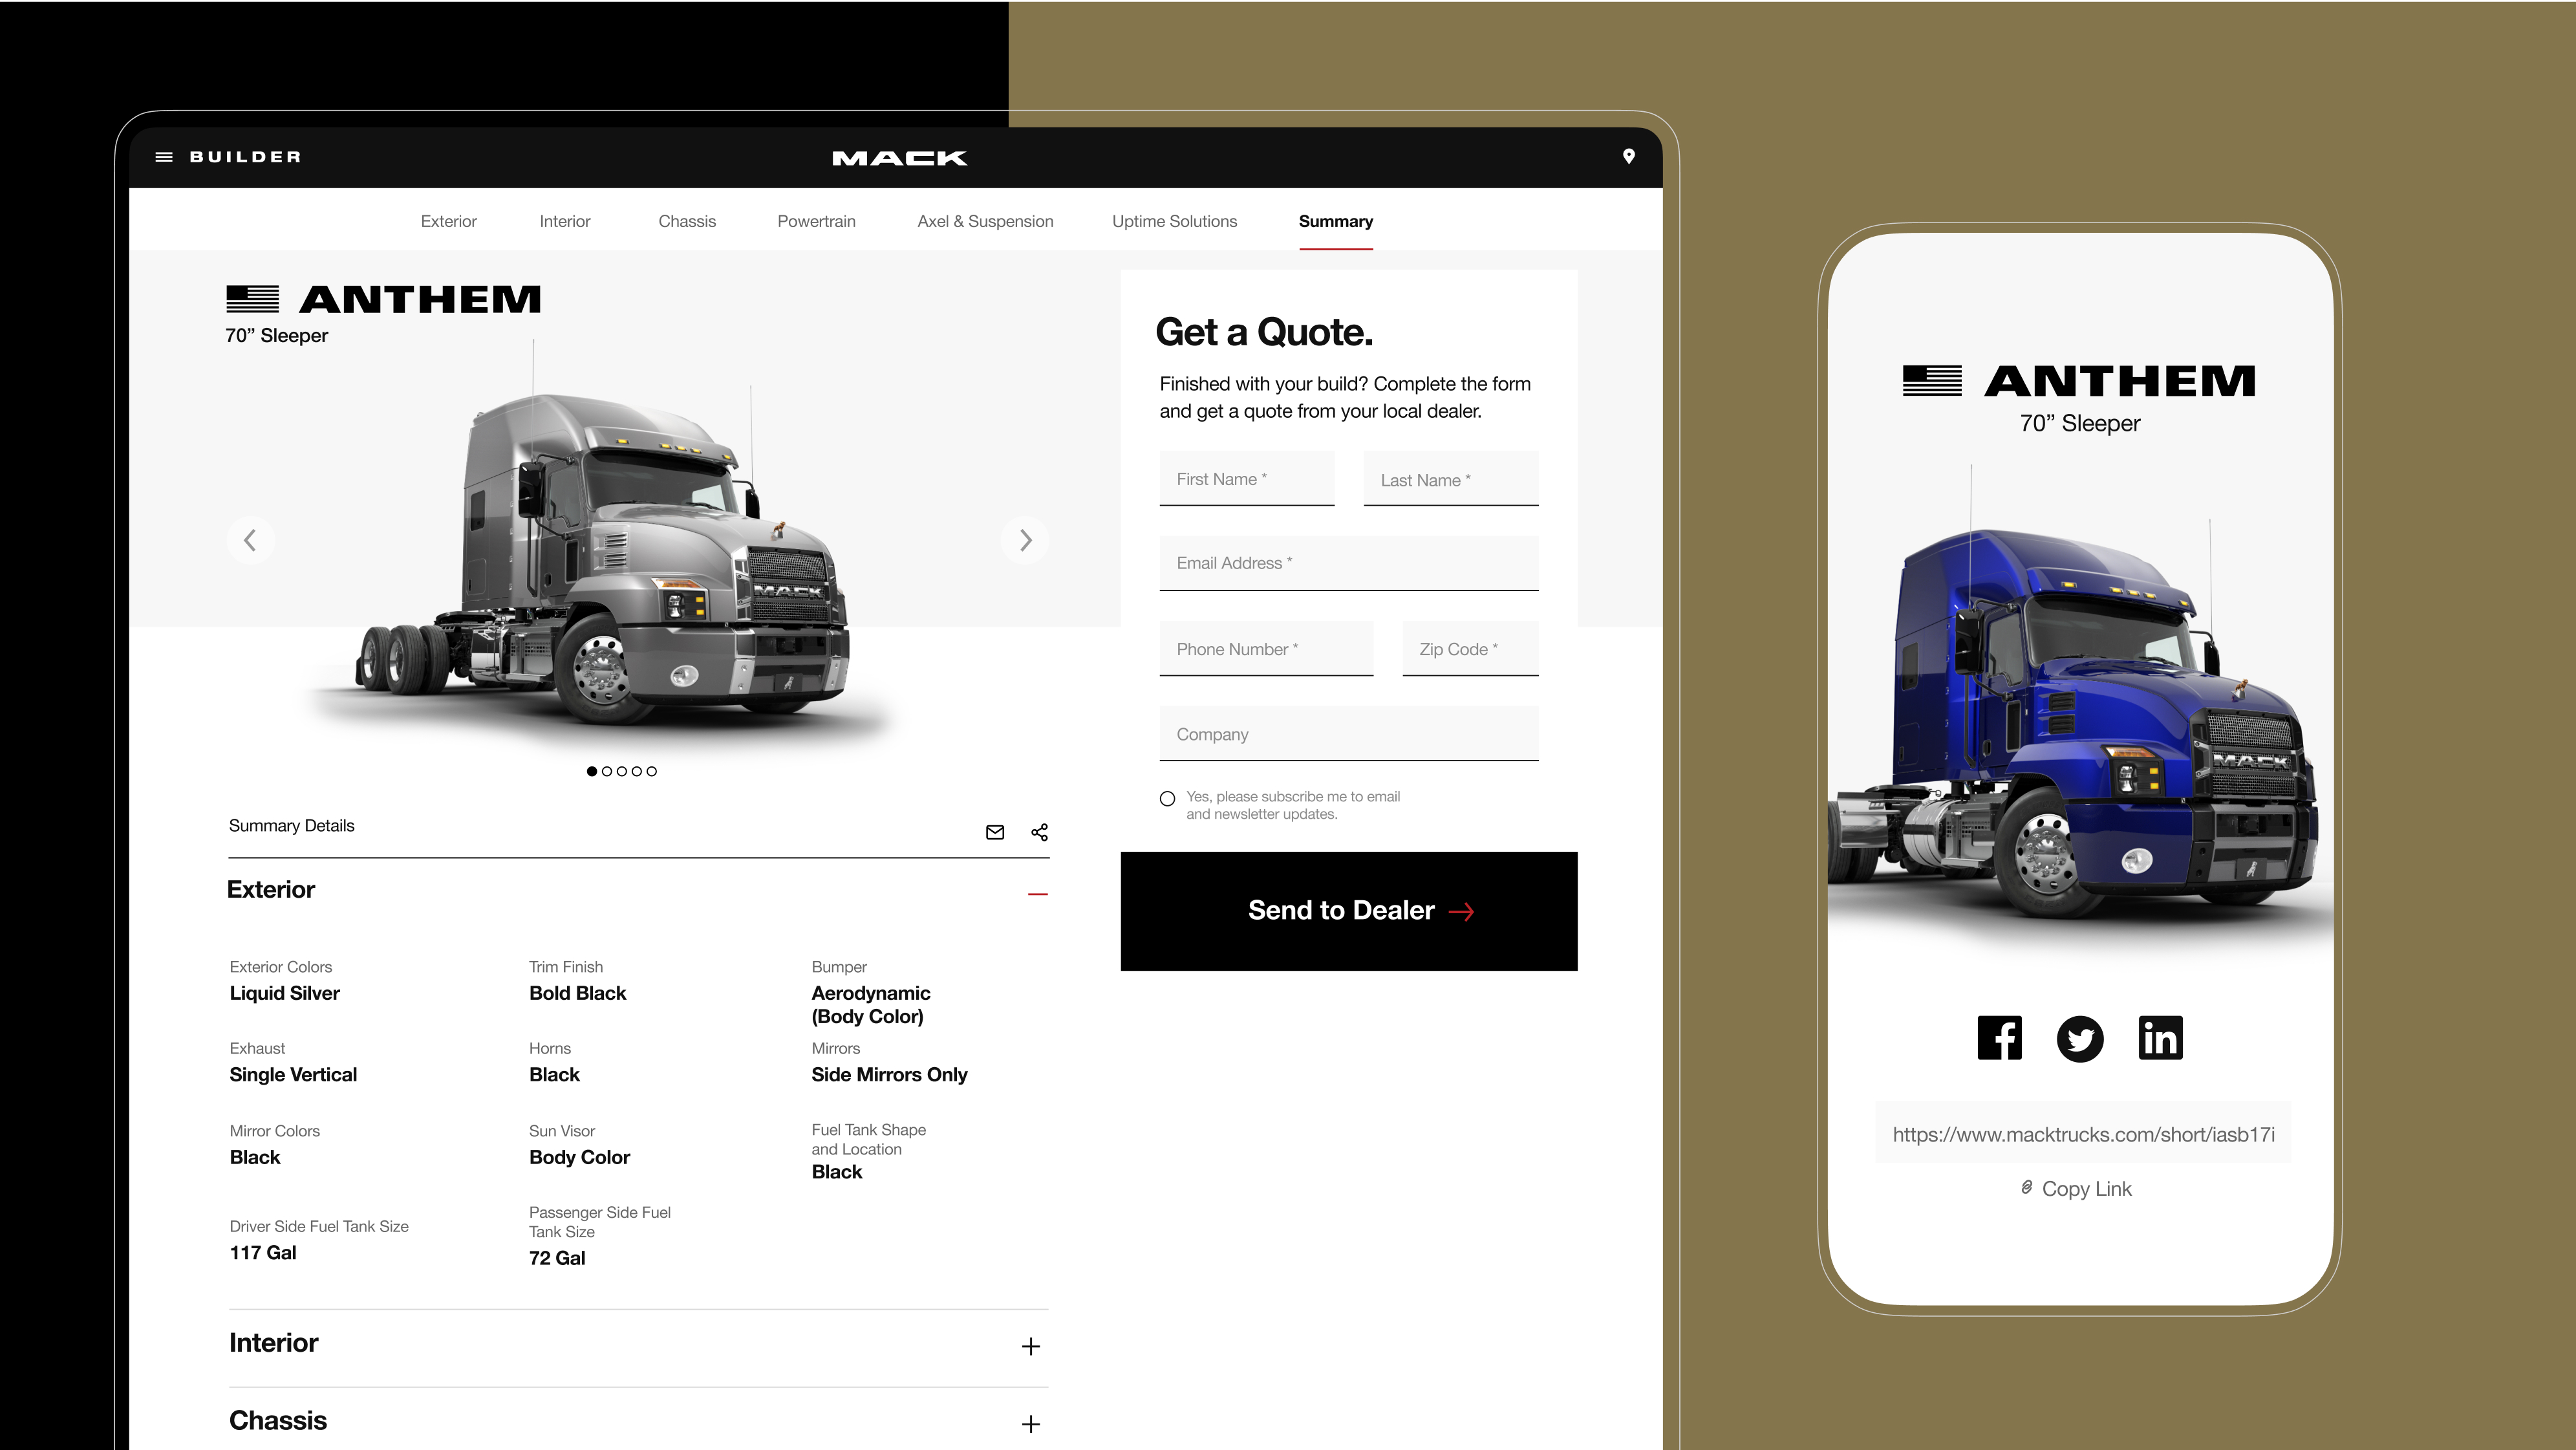 BUILDER
MACK
Exterior Interior Chassis Powertrain Axel & Suspension Uptime Solutions Summary
ANTHEM
70” Sleeper
MACK
Get a Quote.
Finished with your build? Complete the form
and get a quote from your local dealer.
First Name * Last Name *
Email Address *
Phone Number * Zip Code *
Company
Yes, please subscribe me to email
and newsletter updates.
Send to Dealer
Summary Details
Exterior
Exterior Colors
Liquid Silver
Trim Finish
Bold Black
Bumper
Aerodynamic
(Body Color)
Exhaust
Single Vertical
Horns
Black
Mirrors
Side Mirrors Only
Mirror Colors
Black
Sun Visor
Body Color
Fuel Tank Shape
and Location
Black
Driver Side Fuel Tank Size
117 Gal
Passenger Side Fuel
Tank Size
72 Gal
Interior
Chassis
ANTHEM
70” Sleeper
MACK
https://www.macktrucks.com/short/iasb17i
Copy Link